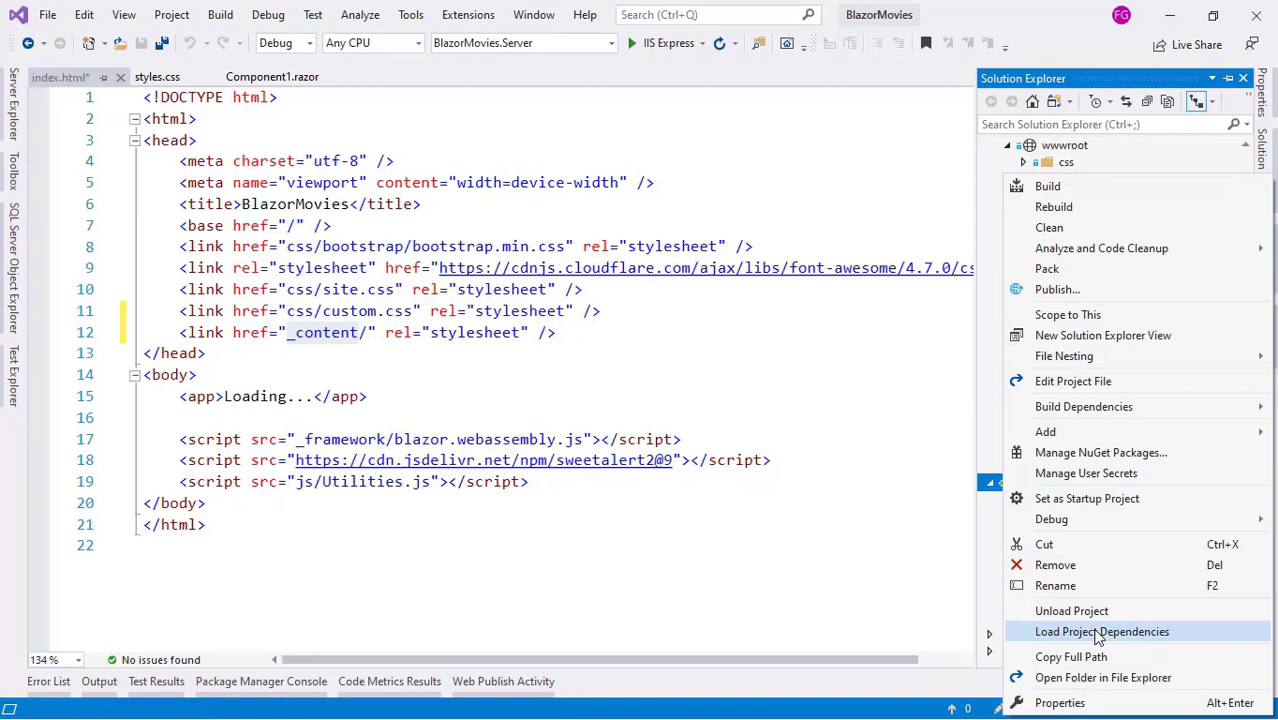 File Edit View Project Build Debug Test Analyze Tools Extensions Window Help Search (Ctrl+Q) BlazorMovies FG
Debug Any CPU BlazorMovies.Server IIS Express Live Share
index.html* styles.css Component1.razor
Solution Explorer
Search Solution Explorer (Ctrl+;)
wwwroot
css
Server Explorer
Toolbox
SQL Server Object Explorer
Test Explorer
1 <!DOCTYPE html>
2 <html>
3 <head>
4 <meta charset="utf-8" />
5 <meta name="viewport" content="width=device-width" />
6 <title>BlazorMovies</title>
7 <base href="/" />
8 <link href="css/bootstrap/bootstrap.min.css" rel="stylesheet" />
9 <link rel="stylesheet" href="https://cdnjs.cloudflare.com/ajax/libs/font-awesome/4.7.0/cs
10 <link href="css/site.css" rel="stylesheet" />
11 <link href="css/custom.css" rel="stylesheet" />
12 <link href="_content/" rel="stylesheet" />
13 </head>
14 <body>
15 <app>Loading...</app>
16
17 <script src="_framework/blazor.webassembly.js"></script>
18 <script src="https://cdn.jsdelivr.net/npm/sweetalert2@9"></script>
19 <script src="js/Utilities.js"></script>
20 </body>
21 </html>
22
Build
Rebuild
Clean
Analyze and Code Cleanup
Pack
Publish...
Scope to This
New Solution Explorer View
File Nesting
Edit Project File
Build Dependencies
Add
Manage NuGet Packages...
Manage User Secrets
Set as Startup Project
Debug
Cut Ctrl+X
Remove Del
Rename F2
Unload Project
Load Project Dependencies
Copy Full Path
Open Folder in File Explorer
Properties Alt+Enter
Properties
Solution
134 % No issues found
Error List Output Test Results Package Manager Console Code Metrics Results Web Publish Activity
0